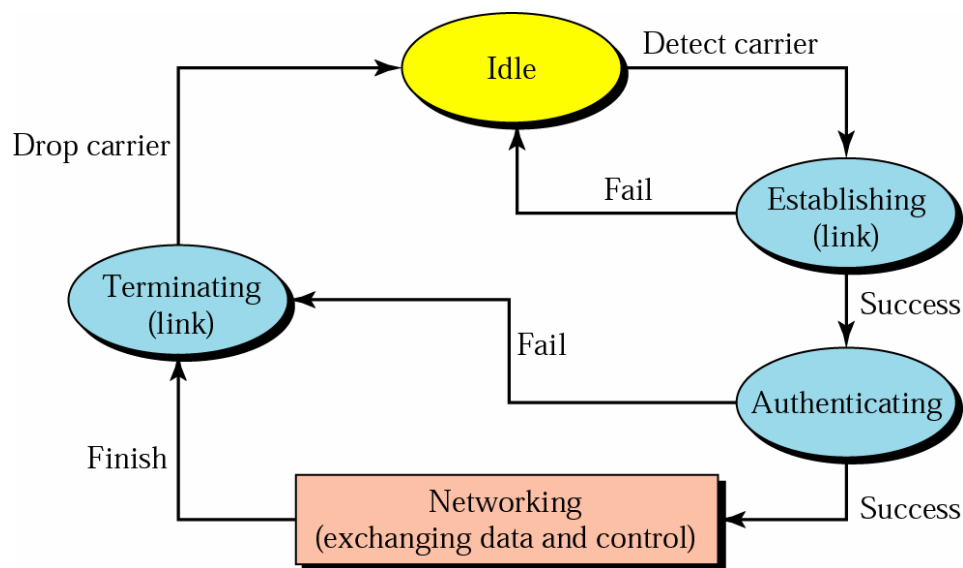 Idle
Detect carrier
Drop carrier
Fail
Establishing
(link)
Terminating
(link)
Success
Fail
Authenticating
Finish
Networking
(exchanging data and control)
Success